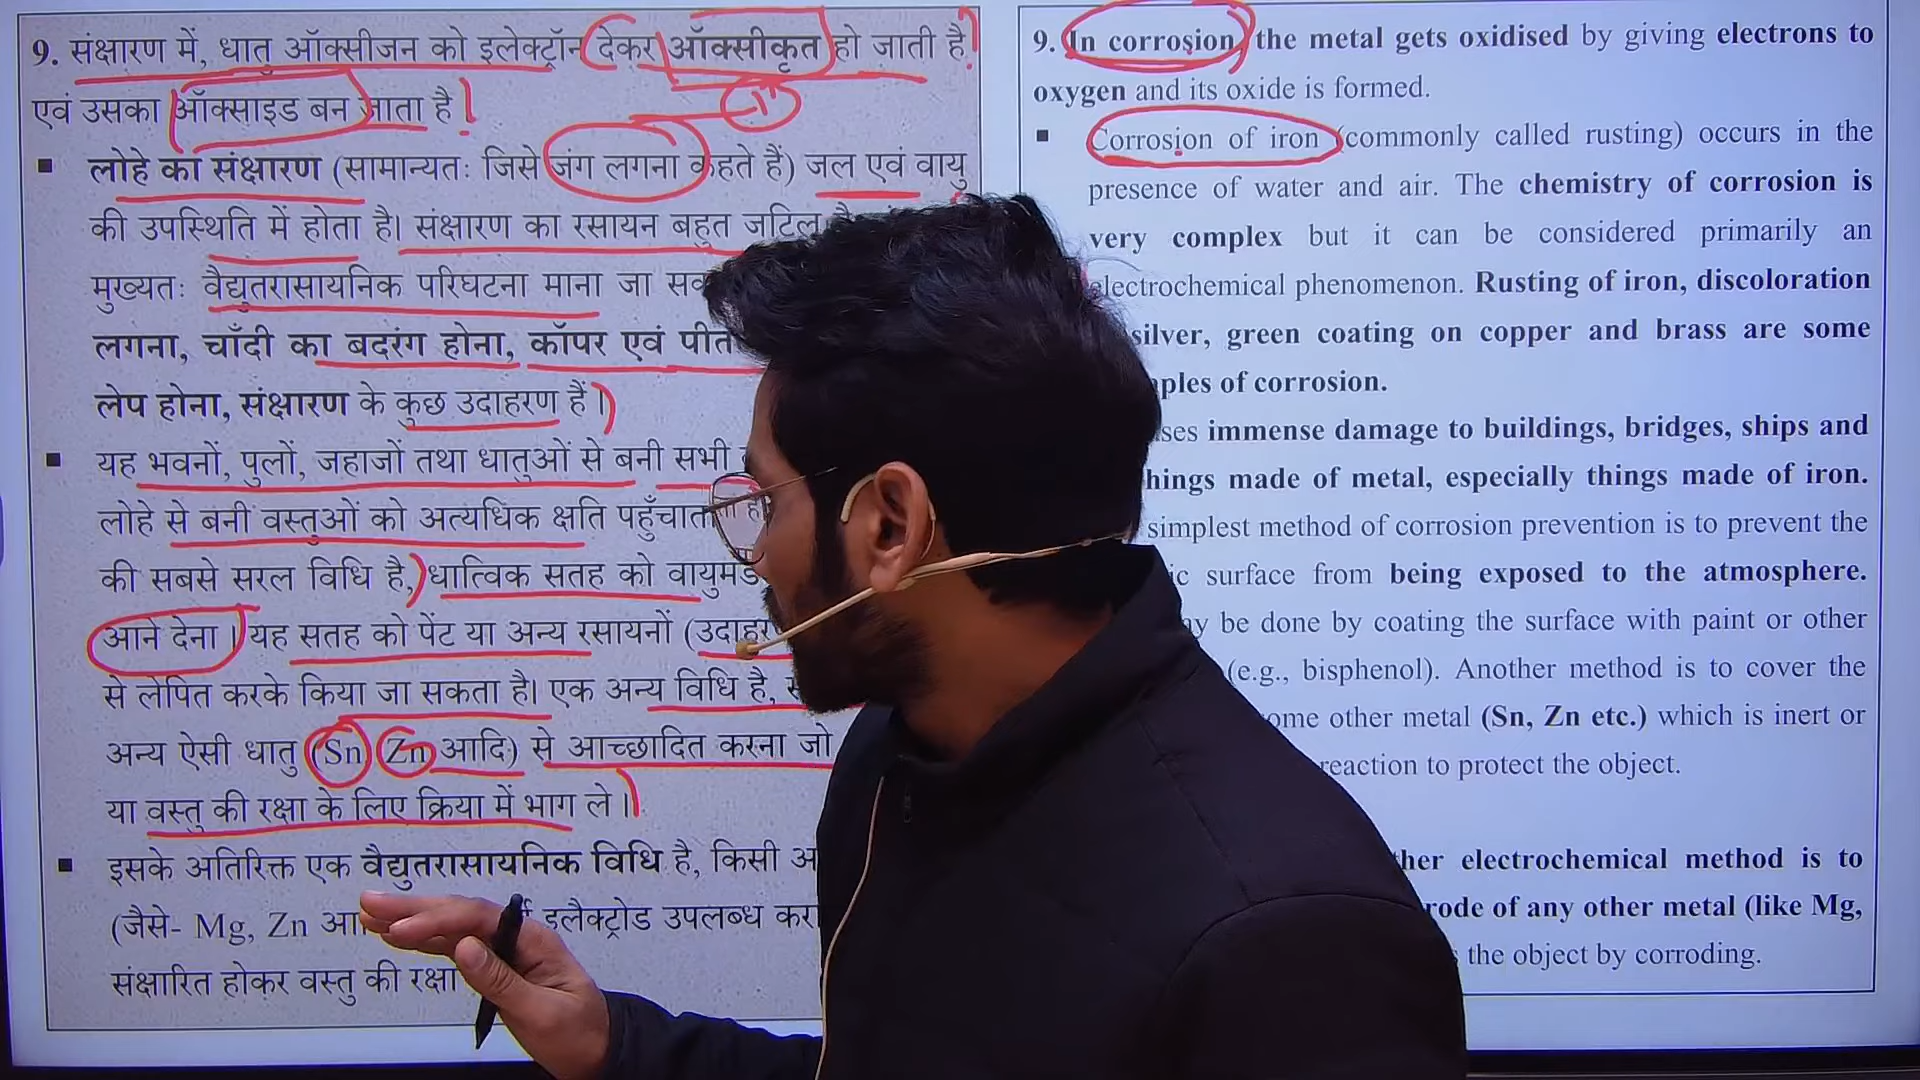 9. संक्षारण में, धातु ऑक्सीजन को इलेक्ट्रॉन देकर ऑक्सीकृत हो जाती है
एवं उसका ऑक्साइड बन जाता है
▪ लोहे का संक्षारण (सामान्यतः जिसे जंग लगना कहते हैं) जल एवं वायु
की उपस्थिति में होता है। संक्षारण का रसायन बहुत जटिल
मुख्यतः वैद्युतरासायनिक परिघटना माना जा
लगना, चाँदी का बदरंग होना, कॉपर एवं
लेप होना, संक्षारण के कुछ उदाहरण हैं।
▪ यह भवनों, पुलों, जहाजों तथा धातुओं से बनी सभी
लोहे से बनी वस्तुओं को अत्यधिक क्षति
की सबसे सरल विधि है, धात्विक सतह को
आने देना। यह सतह को पेंट या अन्य रसायनों
से लेपित करके किया जा सकता है। एक अन्य विधि है,
अन्य ऐसी धातु (Sn, Zn आदि) से आच्छादित करना जो
या वस्तु की रक्षा के लिए क्रिया में भाग ले।
▪ इसके अतिरिक्त एक वैद्युतरासायनिक विधि है, किसी
(जैसे- Mg, Zn इलैक्ट्रोड उपलब्ध
संक्षारित होकर वस्तु की रक्षा
9. In corrosion, the metal gets oxidised by giving electrons to
oxygen and its oxide is formed.
▪ Corrosion of iron (commonly called rusting) occurs in the
presence of water and air. The chemistry of corrosion is
very complex but it can be considered primarily an
electrochemical phenomenon. Rusting of iron, discoloration
silver, green coating on copper and brass are some
ples of corrosion.
ses immense damage to buildings, bridges, ships and
hings made of metal, especially things made of iron.
simplest method of corrosion prevention is to prevent the
ic surface from being exposed to the atmosphere.
y be done by coating the surface with paint or other
(e.g., bisphenol). Another method is to cover the
ome other metal (Sn, Zn etc.) which is inert or
reaction to protect the object.
her electrochemical method is to
rode of any other metal (like Mg,
the object by corroding.